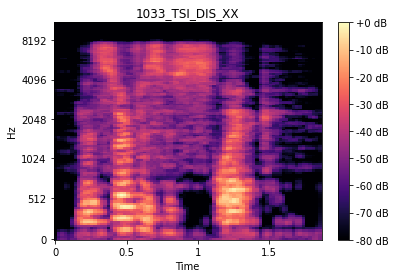 1033_TSI_DIS_XX
+0 dB
8192
-10 dB
4096
-20 dB
-30 dB
2048
-40 dB
Hz
1024
-50 dB
512
-60 dB
-70 dB
0
-80 dB
0
0.5
1
1.5
Time